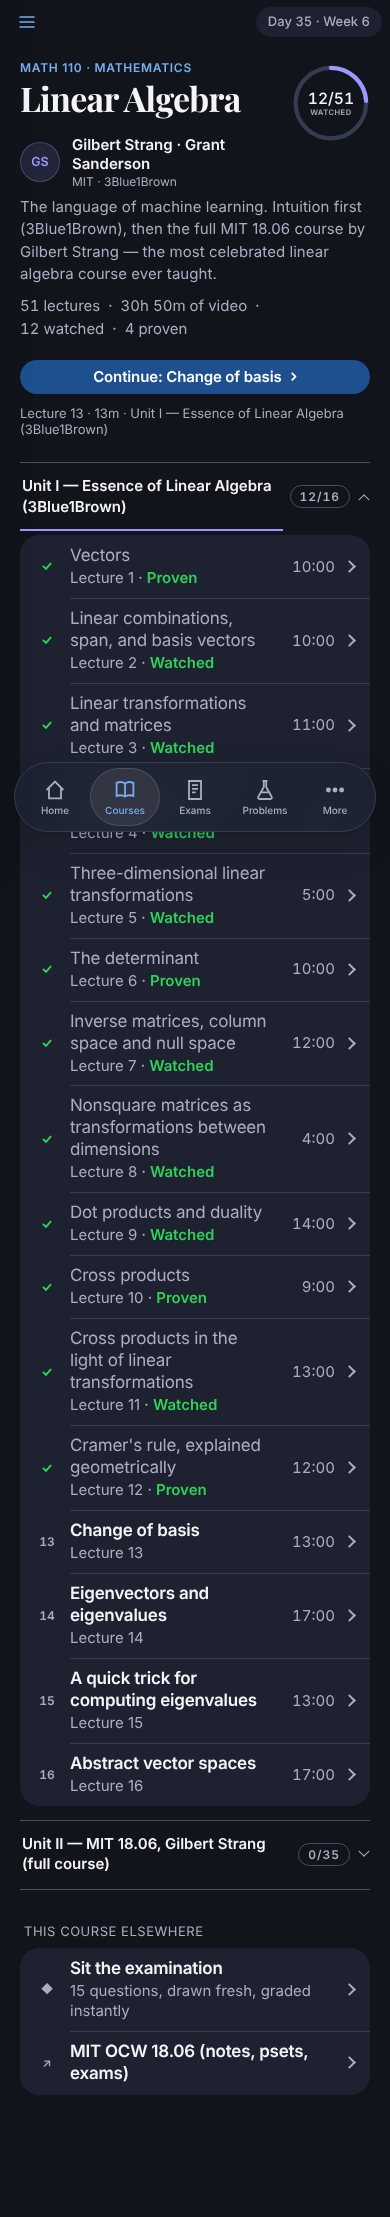 Day 35 · Week 6
MATH 110 · MATHEMATICS
Linear Algebra
12/51
WATCHED
GS
Gilbert Strang · Grant
Sanderson
MIT · 3Blue1Brown
The language of machine learning. Intuition first
(3Blue1Brown), then the full MIT 18.06 course by
Gilbert Strang — the most celebrated linear
algebra course ever taught.
51 lectures · 30h 50m of video ·
12 watched · 4 proven
Continue: Change of basis
Lecture 13 · 13m · Unit I — Essence of Linear Algebra
(3Blue1Brown)
Unit I — Essence of Linear Algebra
(3Blue1Brown)
12/16
Vectors
Lecture 1 · Proven
10:00
Linear combinations,
span, and basis vectors
Lecture 2 · Watched
10:00
Linear transformations
and matrices
Lecture 3 · Watched
11:00
Home
Courses
Exams
Problems
More
Lecture 4 · Watched
Three-dimensional linear
transformations
Lecture 5 · Watched
5:00
The determinant
Lecture 6 · Proven
10:00
Inverse matrices, column
space and null space
Lecture 7 · Watched
12:00
Nonsquare matrices as
transformations between
dimensions
Lecture 8 · Watched
4:00
Dot products and duality
Lecture 9 · Watched
14:00
Cross products
Lecture 10 · Proven
9:00
Cross products in the
light of linear
transformations
Lecture 11 · Watched
13:00
Cramer's rule, explained
geometrically
Lecture 12 · Proven
12:00
13
Change of basis
Lecture 13
13:00
14
Eigenvectors and
eigenvalues
Lecture 14
17:00
15
A quick trick for
computing eigenvalues
Lecture 15
13:00
16
Abstract vector spaces
Lecture 16
17:00
Unit II — MIT 18.06, Gilbert Strang
(full course)
0/35
THIS COURSE ELSEWHERE
Sit the examination
15 questions, drawn fresh, graded
instantly
MIT OCW 18.06 (notes, psets,
exams)